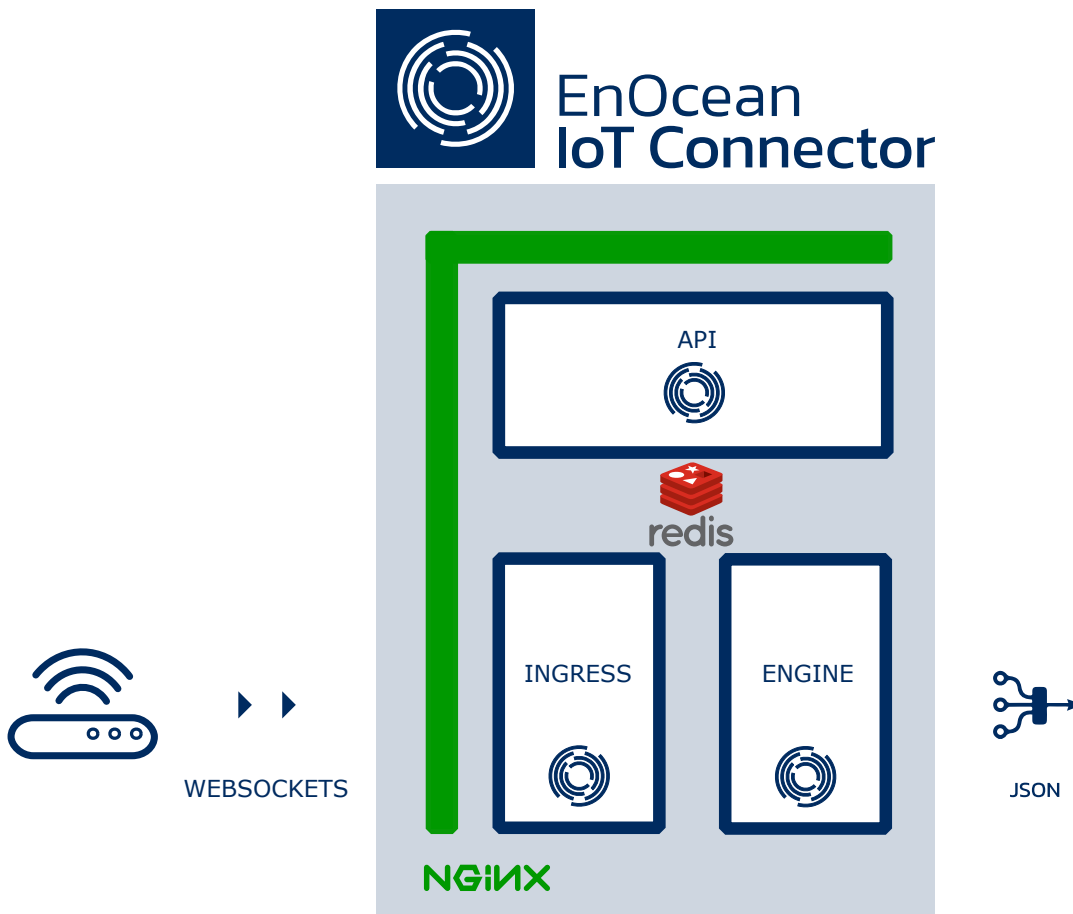 EnOcean
IoT Connector
API
redis
INGRESS
ENGINE
WEBSOCKETS
JSON
NGINX